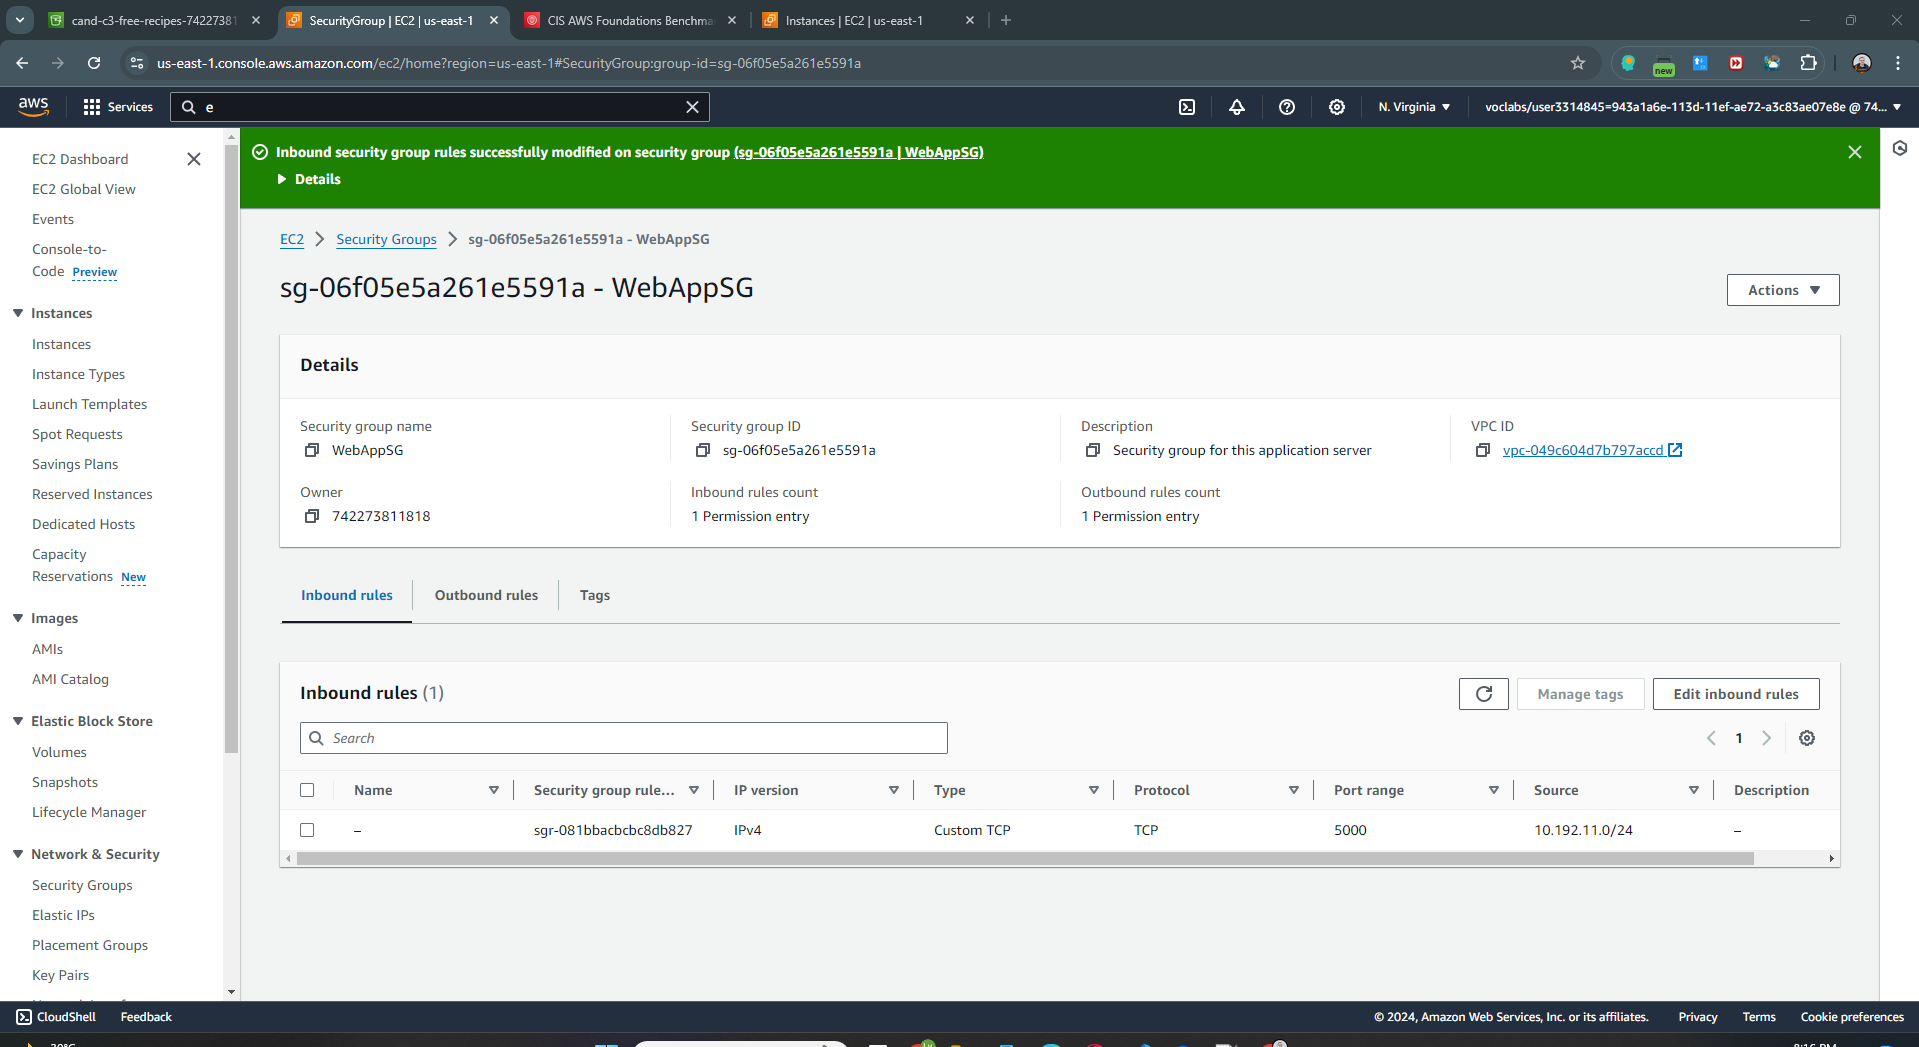 cand-c3-free-recipes-74227381
SecurityGroup | EC2 | us-east-1
CIS AWS Foundations Benchma
Instances | EC2 | us-east-1
us-east-1.console.aws.amazon.com/ec2/home?region=us-east-1#SecurityGroup:group-id=sg-06f05e5a261e5591a
new
aws
Services
e
N. Virginia
voclabs/user3314845=943a1a6e-113d-11ef-ae72-a3c83ae07e8e @ 74...
EC2 Dashboard
EC2 Global View
Events
Console-to-
Code Preview
Instances
Instances
Instance Types
Launch Templates
Spot Requests
Savings Plans
Reserved Instances
Dedicated Hosts
Capacity
Reservations New
Images
AMIs
AMI Catalog
Elastic Block Store
Volumes
Snapshots
Lifecycle Manager
Network & Security
Security Groups
Elastic IPs
Placement Groups
Key Pairs
Inbound security group rules successfully modified on security group (sg-06f05e5a261e5591a | WebAppSG)
Details
EC2 > Security Groups > sg-06f05e5a261e5591a - WebAppSG
sg-06f05e5a261e5591a - WebAppSG
Actions
Details
Security group name
WebAppSG
Security group ID
sg-06f05e5a261e5591a
Description
Security group for this application server
VPC ID
vpc-049c604d7b797accd
Owner
742273811818
Inbound rules count
1 Permission entry
Outbound rules count
1 Permission entry
Inbound rules
Outbound rules
Tags
Inbound rules (1)
Manage tags
Edit inbound rules
Search
1
Name Security group rule... IP version Type Protocol Port range Source Description
– sgr-081bbacbcbc8db827 IPv4 Custom TCP TCP 5000 10.192.11.0/24 –
CloudShell Feedback
© 2024, Amazon Web Services, Inc. or its affiliates. Privacy Terms Cookie preferences